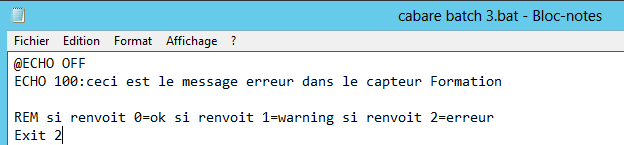 cabare batch 3.bat - Bloc-notes
Fichier Edition Format Affichage ?
@ECHO OFF
ECHO 100:ceci est le message erreur dans le capteur Formation
REM si renvoit 0=ok si renvoit 1=warning si renvoit 2=erreur
Exit 2